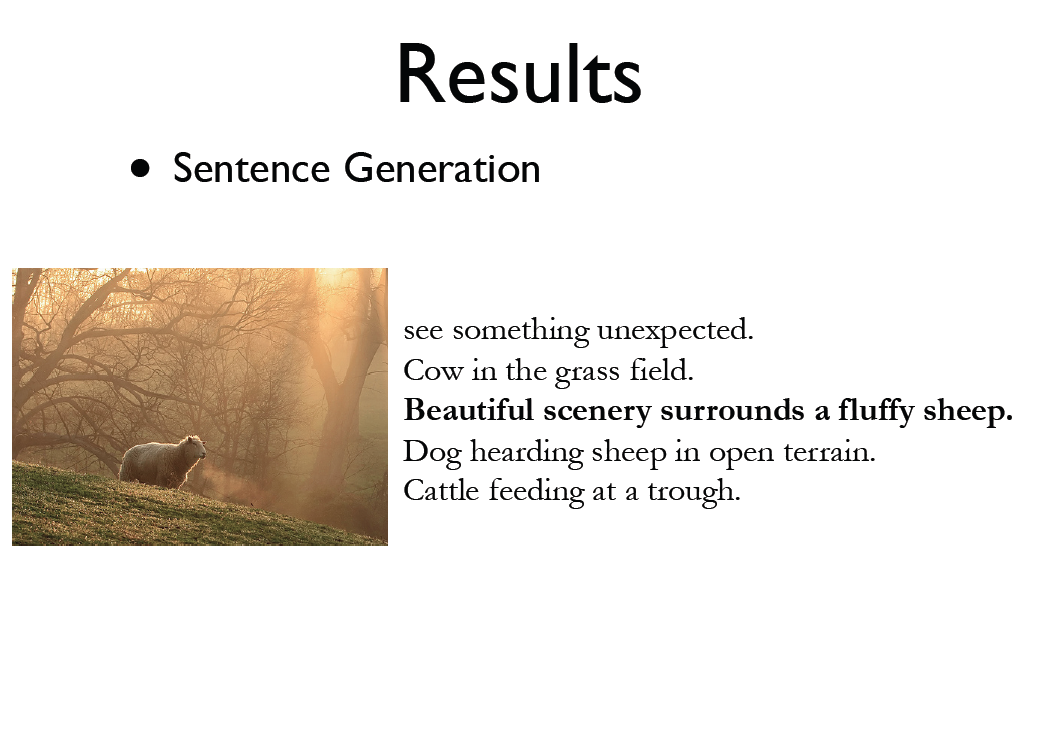 Results
• Sentence Generation
see something unexpected.
Cow in the grass field.
Beautiful scenery surrounds a fluffy sheep.
Dog hearding sheep in open terrain.
Cattle feeding at a trough.